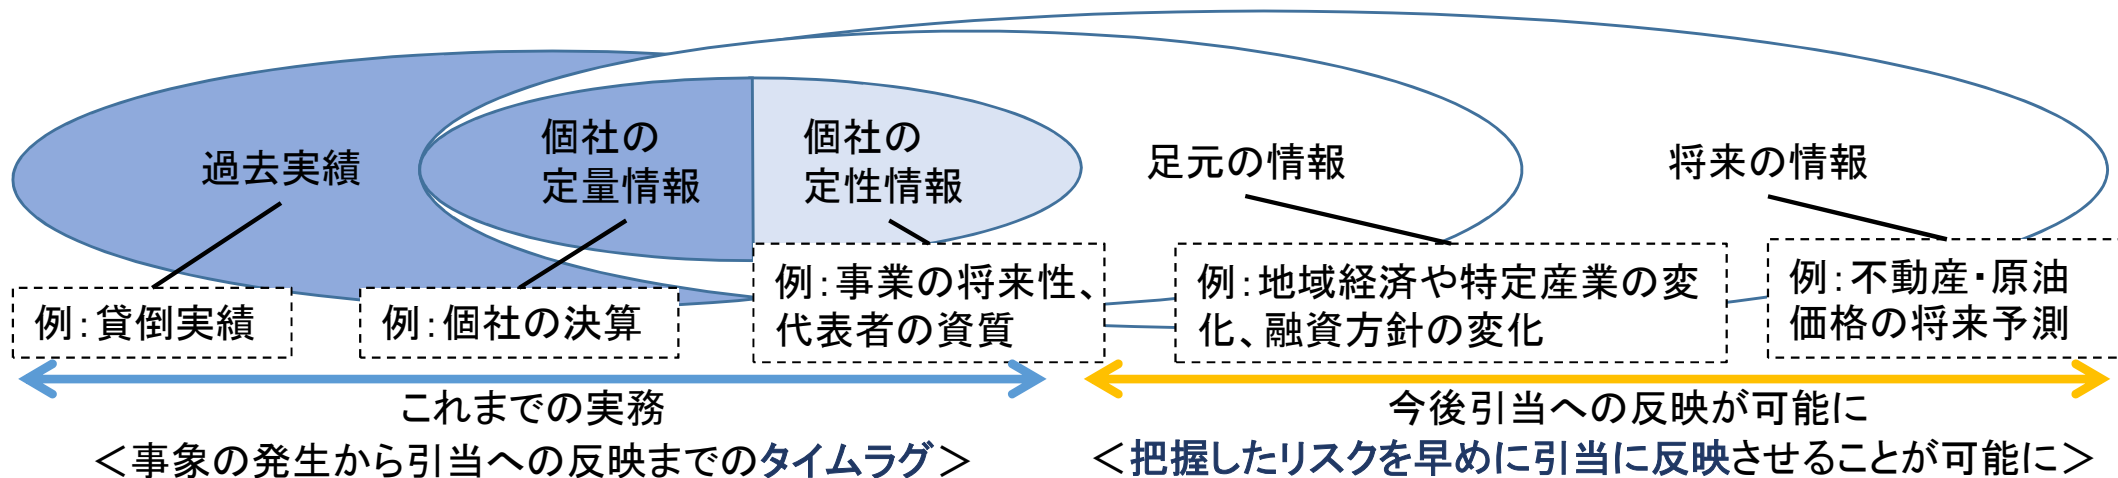 過去実績
個社の
定量情報
個社の
定性情報
足元の情報
将来の情報
例：貸倒実績
例：個社の決算
例：事業の将来性、
代表者の資質
例：地域経済や特定産業の変
化、融資方針の変化
例：不動産・原油
価格の将来予測
これまでの実務
＜事象の発生から引当への反映までのタイムラグ＞
今後引当への反映が可能に
＜把握したリスクを早めに引当に反映させることが可能に＞